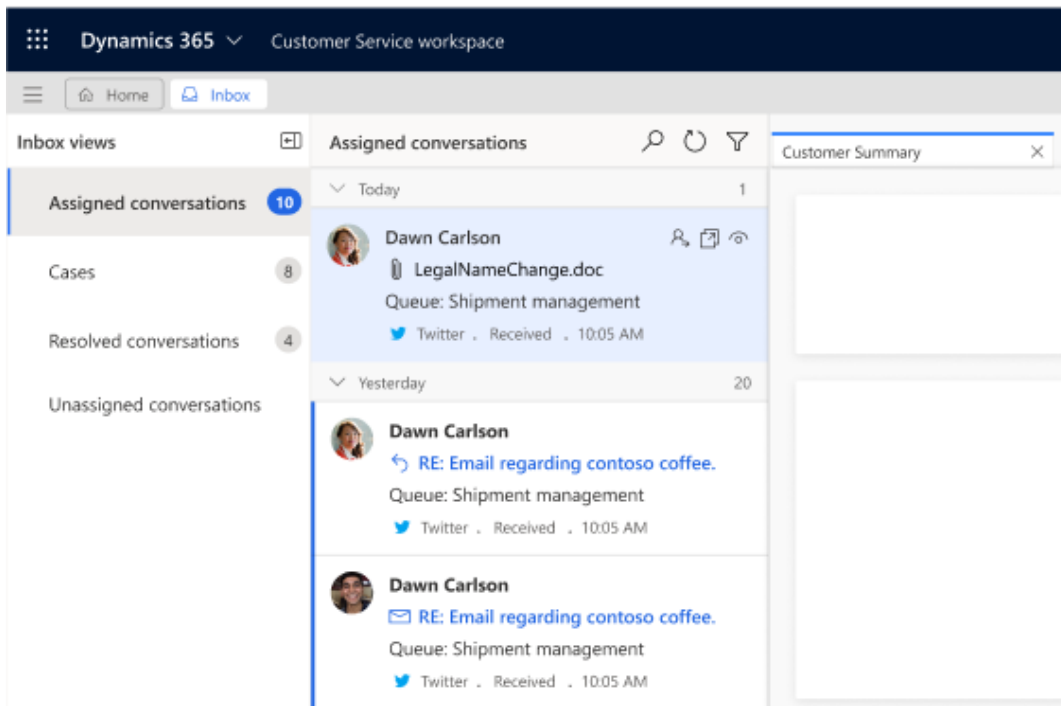 Dynamics 365 Customer Service workspace
Home Inbox
Inbox views
Assigned conversations 10
Cases 8
Resolved conversations 4
Unassigned conversations
Assigned conversations
Today 1
Dawn Carlson
LegalNameChange.doc
Queue: Shipment management
Twitter . Received . 10:05 AM
Yesterday 20
Dawn Carlson
RE: Email regarding contoso coffee.
Queue: Shipment management
Twitter . Received . 10:05 AM
Dawn Carlson
RE: Email regarding contoso coffee.
Queue: Shipment management
Twitter . Received . 10:05 AM
Customer Summary